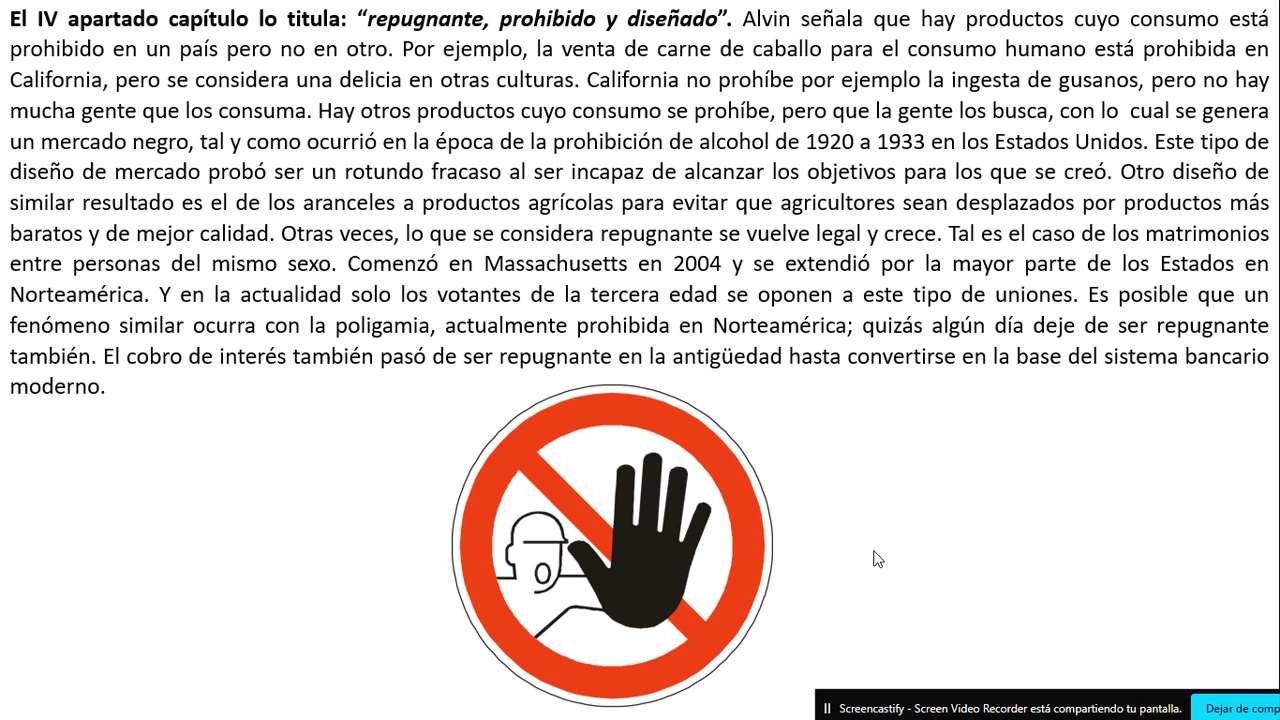 El IV apartado capítulo lo titula: “repugnante, prohibido y diseñado”. Alvin señala que hay productos cuyo consumo está
prohibido en un país pero no en otro. Por ejemplo, la venta de carne de caballo para el consumo humano está prohibida en
California, pero se considera una delicia en otras culturas. California no prohíbe por ejemplo la ingesta de gusanos, pero no hay
mucha gente que los consuma. Hay otros productos cuyo consumo se prohíbe, pero que la gente los busca, con lo cual se genera
un mercado negro, tal y como ocurrió en la época de la prohibición de alcohol de 1920 a 1933 en los Estados Unidos. Este tipo de
diseño de mercado probó ser un rotundo fracaso al ser incapaz de alcanzar los objetivos para los que se creó. Otro diseño de
similar resultado es el de los aranceles a productos agrícolas para evitar que agricultores sean desplazados por productos más
baratos y de mejor calidad. Otras veces, lo que se considera repugnante se vuelve legal y crece. Tal es el caso de los matrimonios
entre personas del mismo sexo. Comenzó en Massachusetts en 2004 y se extendió por la mayor parte de los Estados en
Norteamérica. Y en la actualidad solo los votantes de la tercera edad se oponen a este tipo de uniones. Es posible que un
fenómeno similar ocurra con la poligamia, actualmente prohibida en Norteamérica; quizás algún día deje de ser repugnante
también. El cobro de interés también pasó de ser repugnante en la antigüedad hasta convertirse en la base del sistema bancario
moderno.
Screencastify - Screen Video Recorder está compartiendo tu pantalla.
Dejar de comp